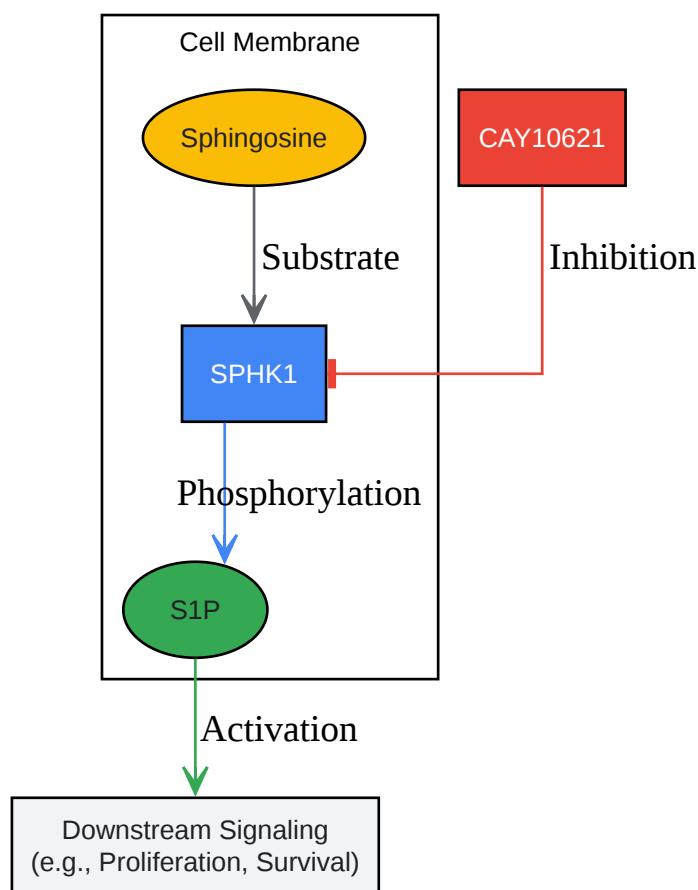 Cell Membrane
Sphingosine
CAY10621
Substrate
Inhibition
SPHK1
Phosphorylation
S1P
Activation
Downstream Signaling
(e.g., Proliferation, Survival)